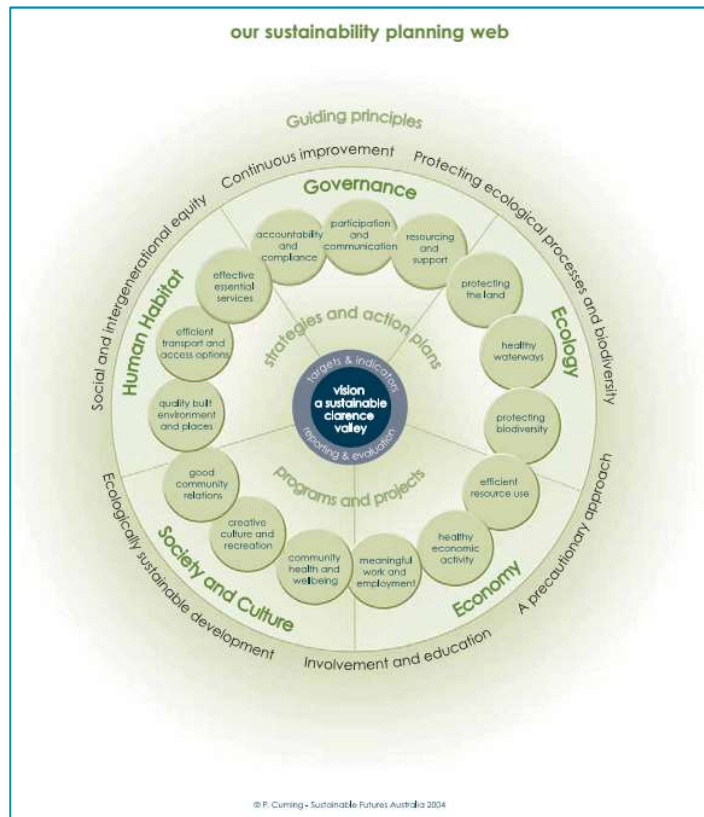 our sustainability planning web
Guiding principles
Continuous improvement
Protecting ecological processes and biodiversity
A precautionary approach
Involvement and education
Ecologically sustainable development
Social and intergenerational equity
Governance
accountability
and
compliance
participation
and
communication
resourcing
and
support
Ecology
protecting
the land
healthy
waterways
protecting
biodiversity
Economy
efficient
resource use
healthy
economic
activity
meaningful
work and
employment
Society and Culture
community
health and
wellbeing
creative
culture and
recreation
good
community
relations
Human Habitat
quality built
environment
and places
efficient
transport and
access options
effective
essential
services
strategies and action plans
programs and projects
targets & indicators
vision
a sustainable
clarence
valley
reporting & evaluation
© P. Cuming - Sustainable Futures Australia 2004